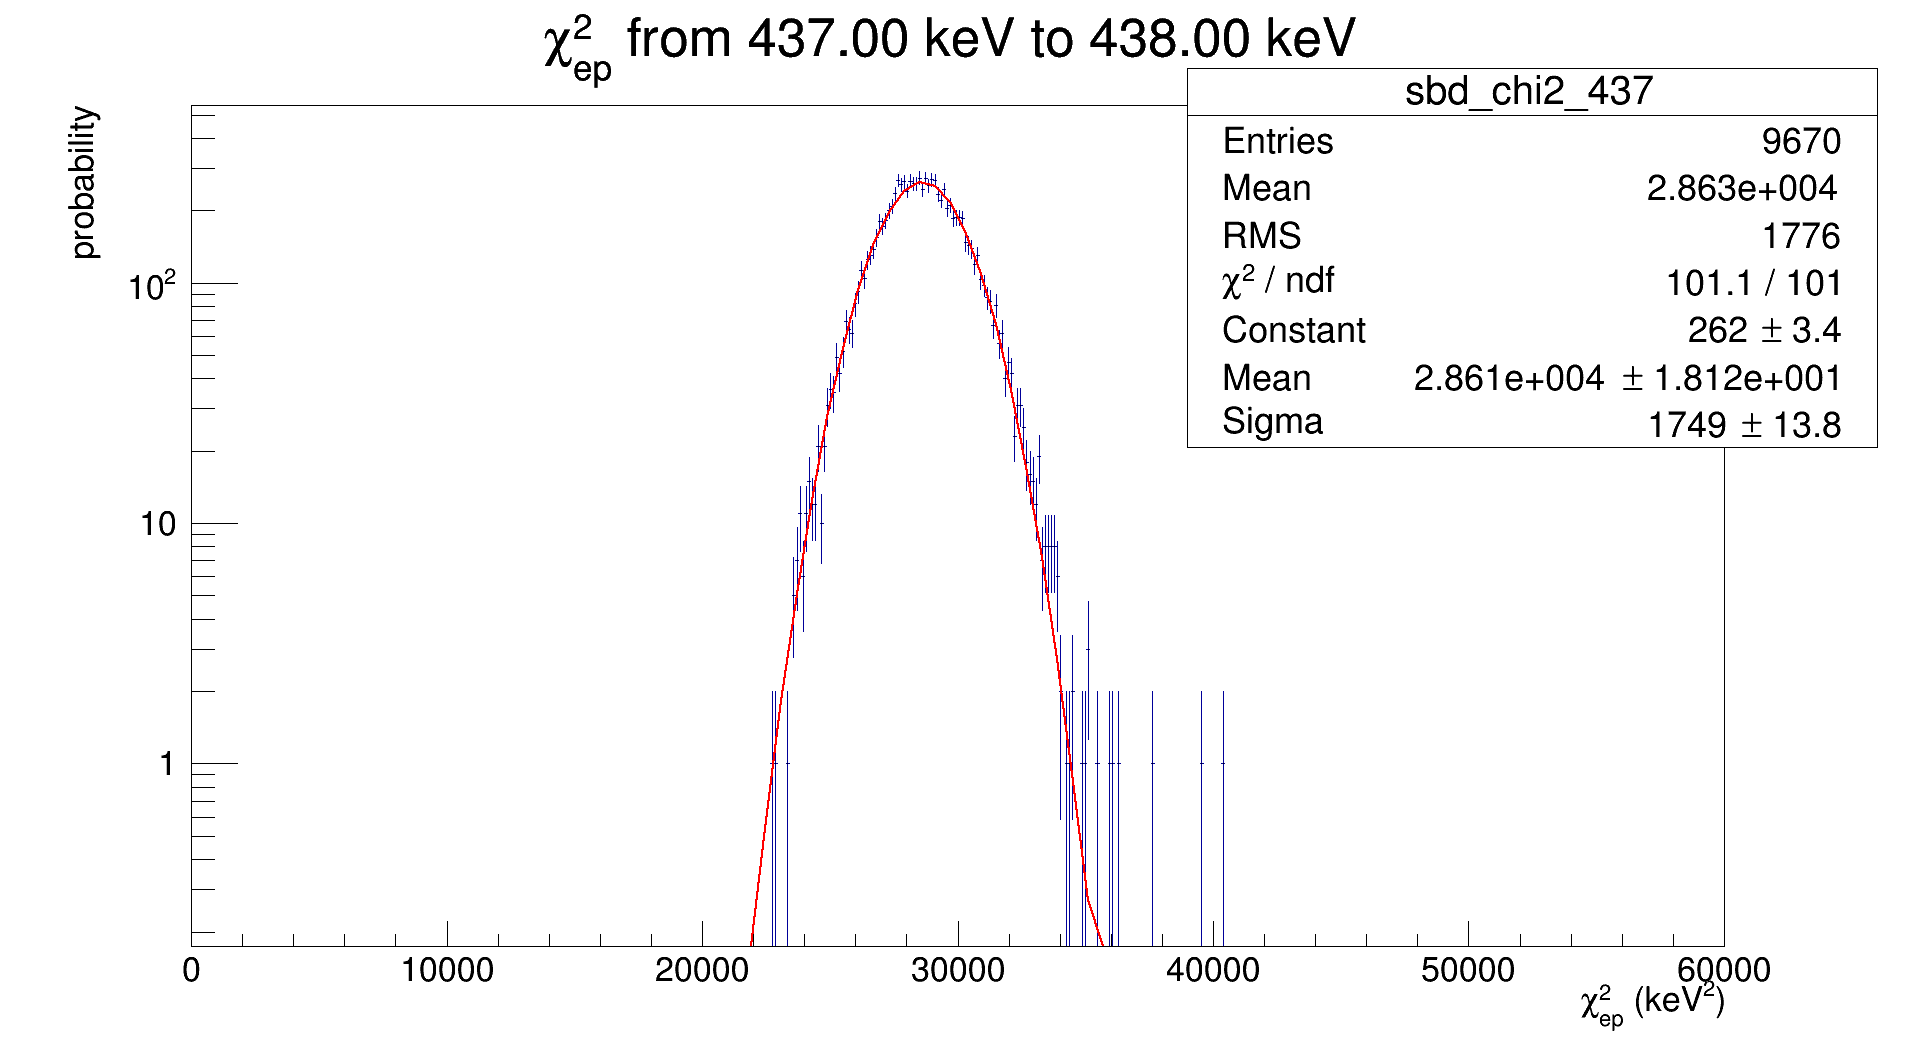 χ²ep from 437.00 keV to 438.00 keV
sbd_chi2_437
Entries 9670
Mean 2.863e+004
RMS 1776
χ² / ndf 101.1 / 101
Constant 262 ± 3.4
Mean 2.861e+004 ± 1.812e+001
Sigma 1749 ± 13.8
probability
10²
10
1
0 10000 20000 30000 40000 50000 60000
χ²ep (keV²)